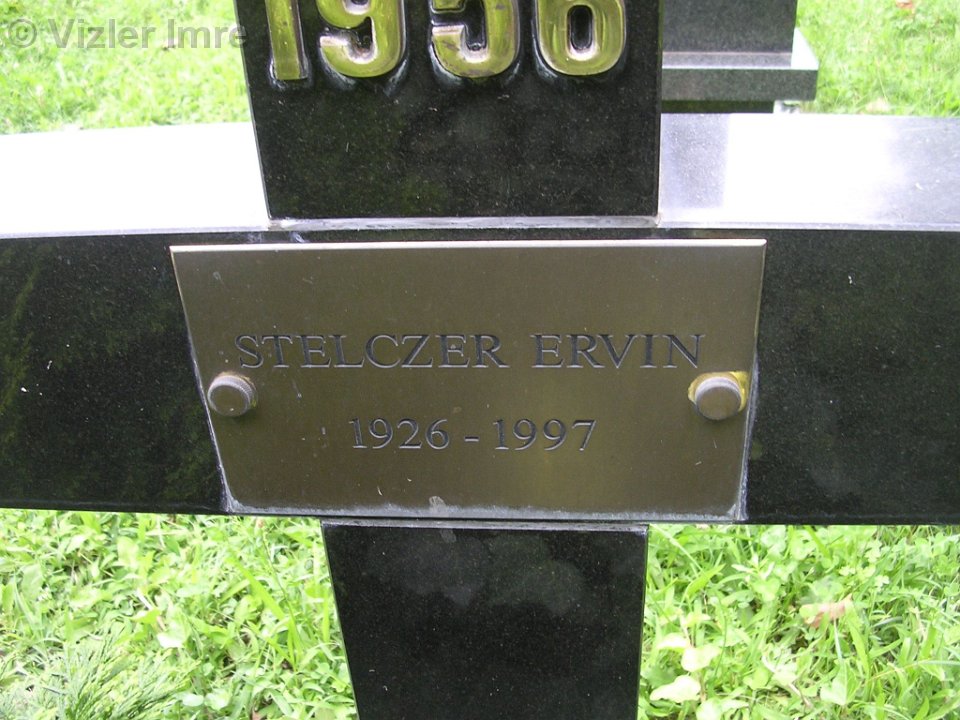 © Vizler Imre
1956
STELCZER ERVIN
1926 - 1997